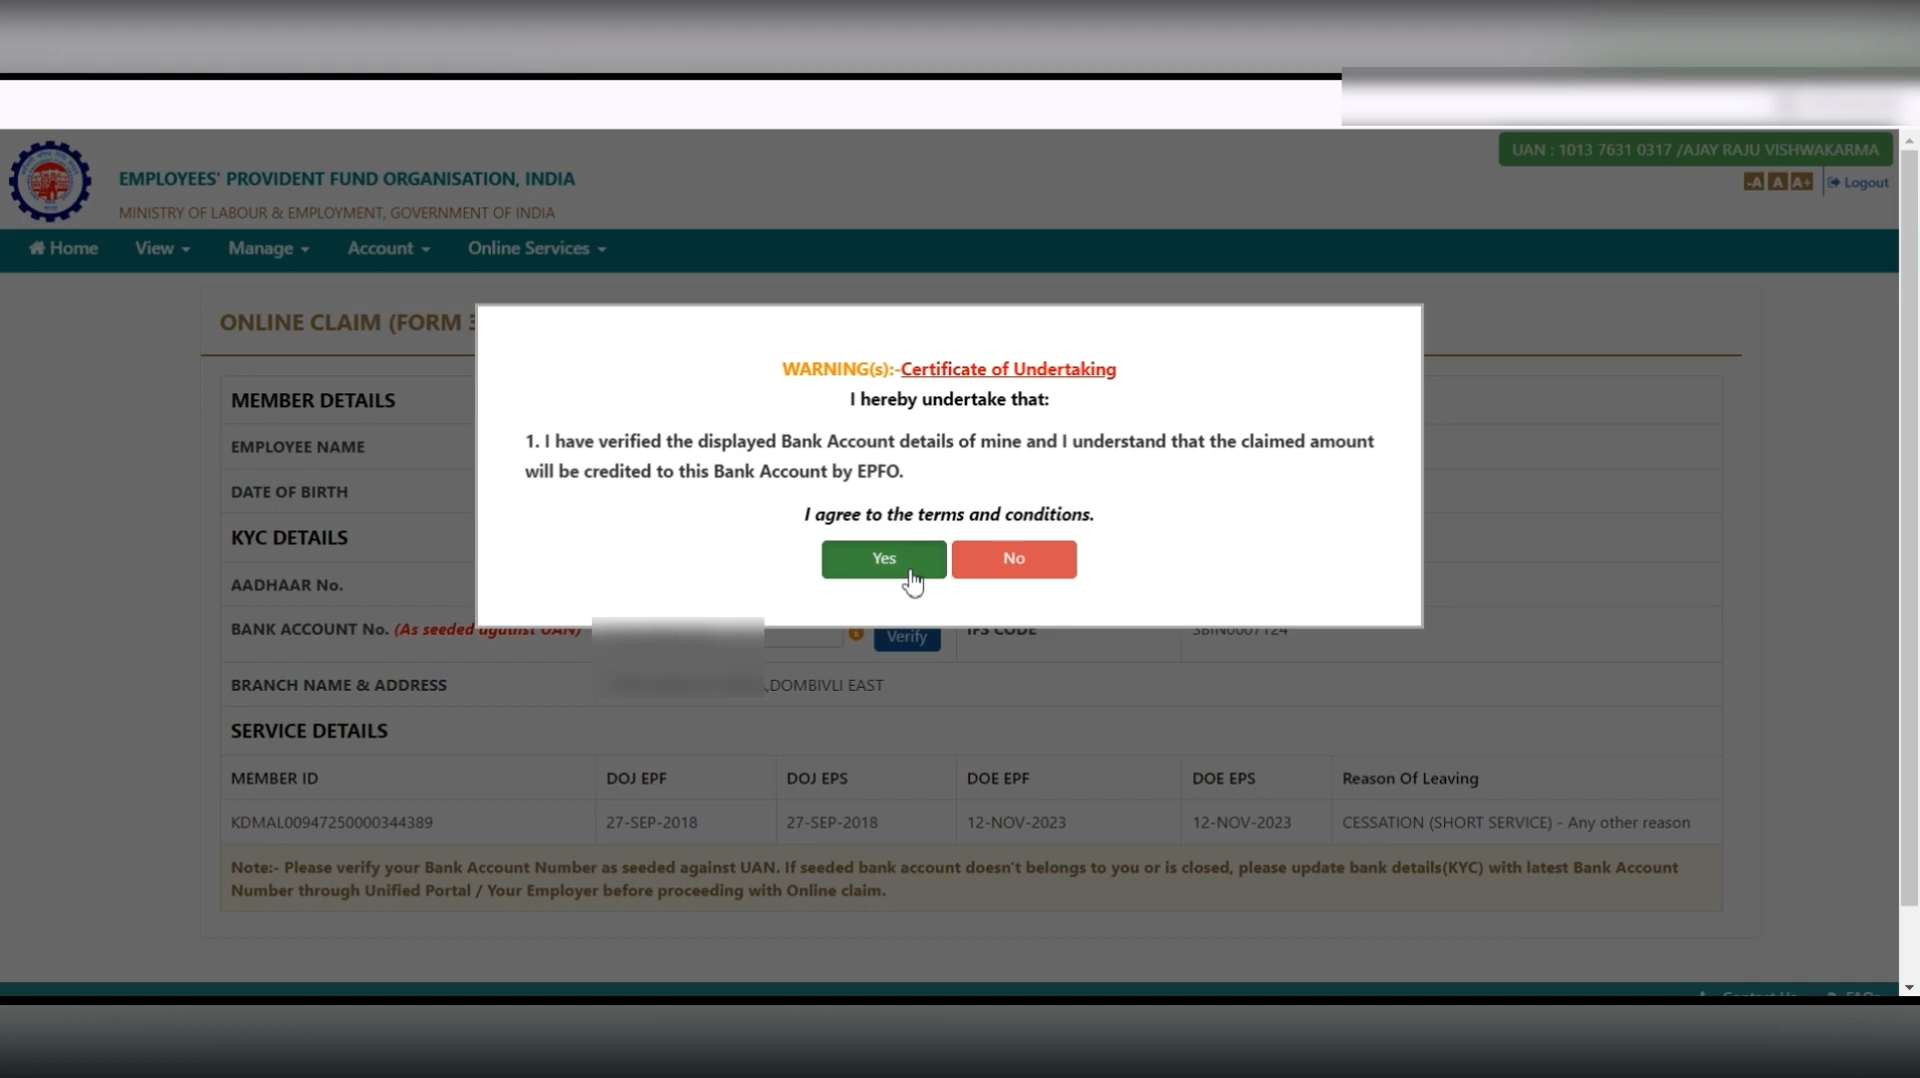 UAN : 1013 7631 0317 /AJAY RAJU VISHWAKARMA
EMPLOYEES' PROVIDENT FUND ORGANISATION, INDIA
-A A A+ Logout
MINISTRY OF LABOUR & EMPLOYMENT, GOVERNMENT OF INDIA
Home View Manage Account Online Services
ONLINE CLAIM (FORM
WARNING(s):-Certificate of Undertaking
I hereby undertake that:
1. I have verified the displayed Bank Account details of mine and I understand that the claimed amount
will be credited to this Bank Account by EPFO.
I agree to the terms and conditions.
Yes No
MEMBER DETAILS
EMPLOYEE NAME
DATE OF BIRTH
KYC DETAILS
AADHAAR No.
BANK ACCOUNT No. (As seeded against UAN) Verify IFS CODE SBIN0007124
BRANCH NAME & ADDRESS ,DOMBIVLI EAST
SERVICE DETAILS
MEMBER ID DOJ EPF DOJ EPS DOE EPF DOE EPS Reason Of Leaving
KDMAL00947250000344389 27-SEP-2018 27-SEP-2018 12-NOV-2023 12-NOV-2023 CESSATION (SHORT SERVICE) - Any other reason
Note:- Please verify your Bank Account Number as seeded against UAN. If seeded bank account doesn't belongs to you or is closed, please update bank details(KYC) with latest Bank Account
Number through Unified Portal / Your Employer before proceeding with Online claim.
Contact Us FAQs